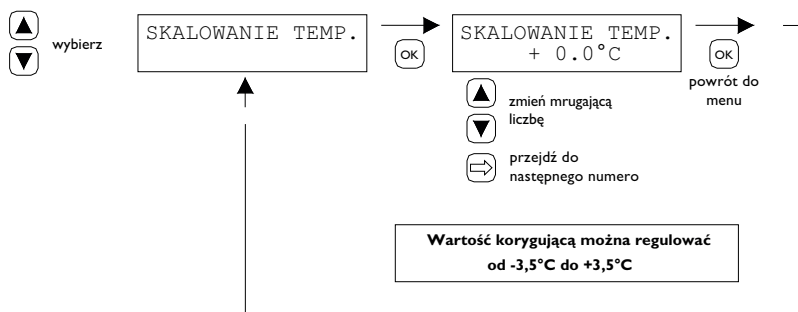 wybierz
SKALOWANIE TEMP.
OK
SKALOWANIE TEMP.
+ 0.0°C
OK
powrót do
menu
zmień mrugającą
liczbę
przejdź do
następnego numero
Wartość korygującą można regulować
od -3,5°C do +3,5°C